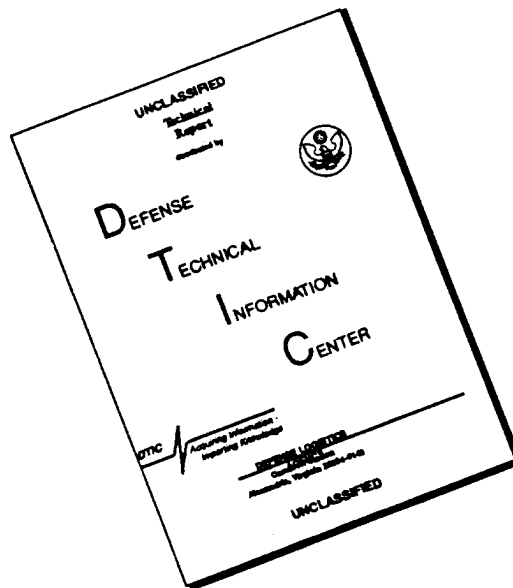 UNCLASSIFIED
Technical
Report
distributed by
DEFENSE
TECHNICAL
INFORMATION
CENTER
DTIC
Acquiring Information -
Imparting Knowledge
DEFENSE LOGISTICS
Cameron Station
Alexandria, Virginia
UNCLASSIFIED